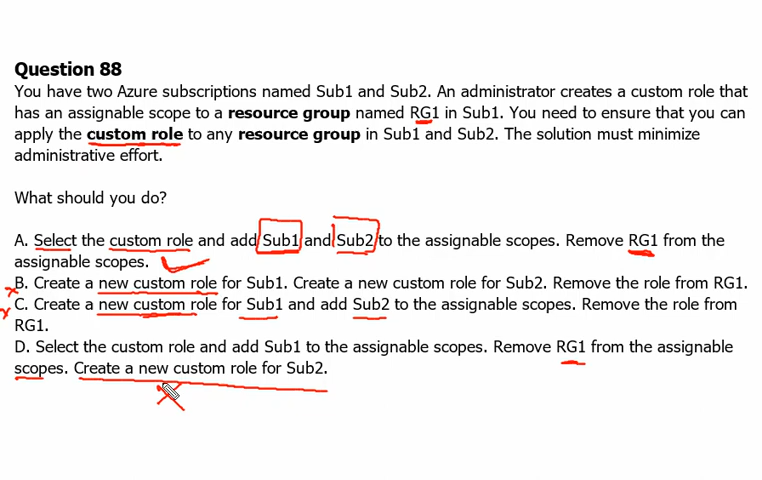 Question 88
You have two Azure subscriptions named Sub1 and Sub2. An administrator creates a custom role that
has an assignable scope to a resource group named RG1 in Sub1. You need to ensure that you can
apply the custom role to any resource group in Sub1 and Sub2. The solution must minimize
administrative effort.
What should you do?
A. Select the custom role and add Sub1 and Sub2 to the assignable scopes. Remove RG1 from the
assignable scopes.
B. Create a new custom role for Sub1. Create a new custom role for Sub2. Remove the role from RG1.
C. Create a new custom role for Sub1 and add Sub2 to the assignable scopes. Remove the role from
RG1.
D. Select the custom role and add Sub1 to the assignable scopes. Remove RG1 from the assignable
scopes. Create a new custom role for Sub2.